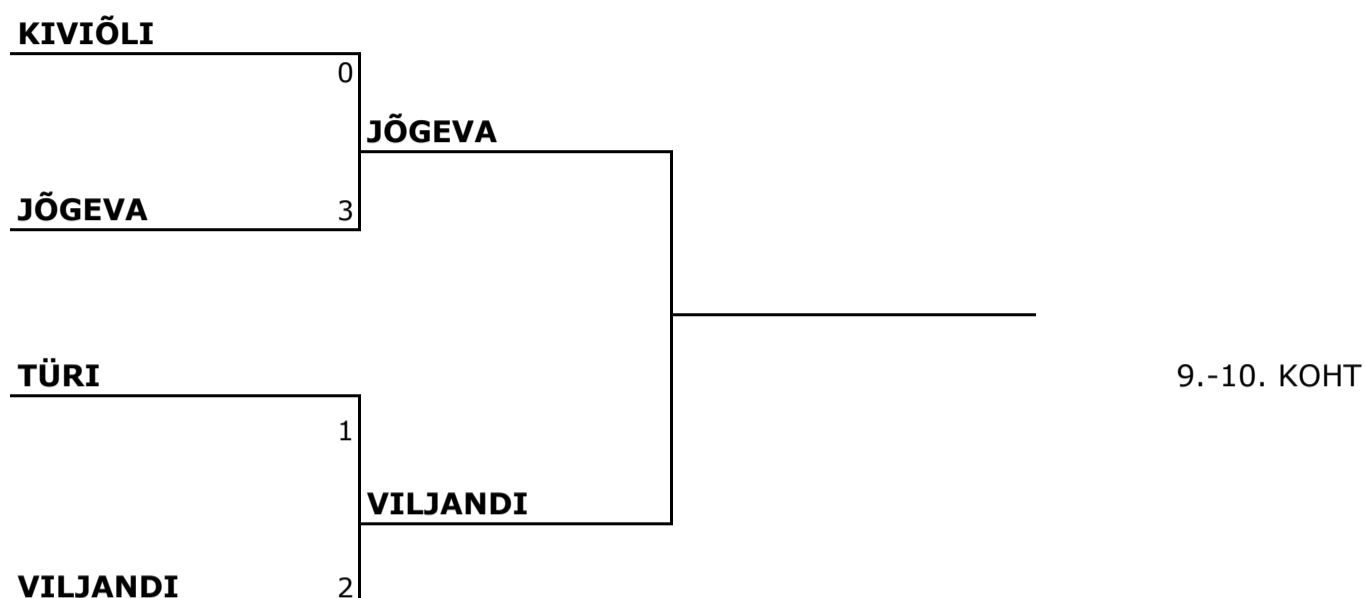 KIVIÕLI
0
JÕGEVA
JÕGEVA 3
TÜRI
9.-10. KOHT
1
VILJANDI
VILJANDI 2